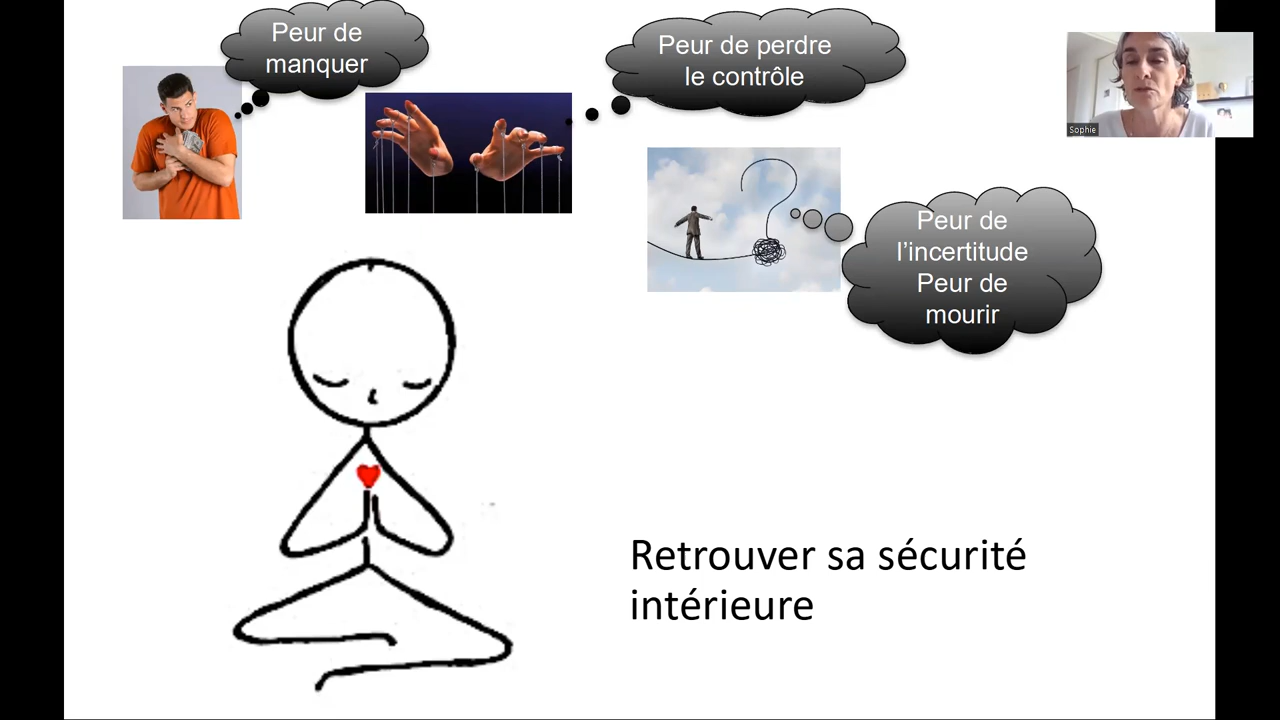 Peur de
manquer
Peur de perdre
le contrôle
Sophie
Peur de
l’incertitude
Peur de
mourir
Retrouver sa sécurité
intérieure